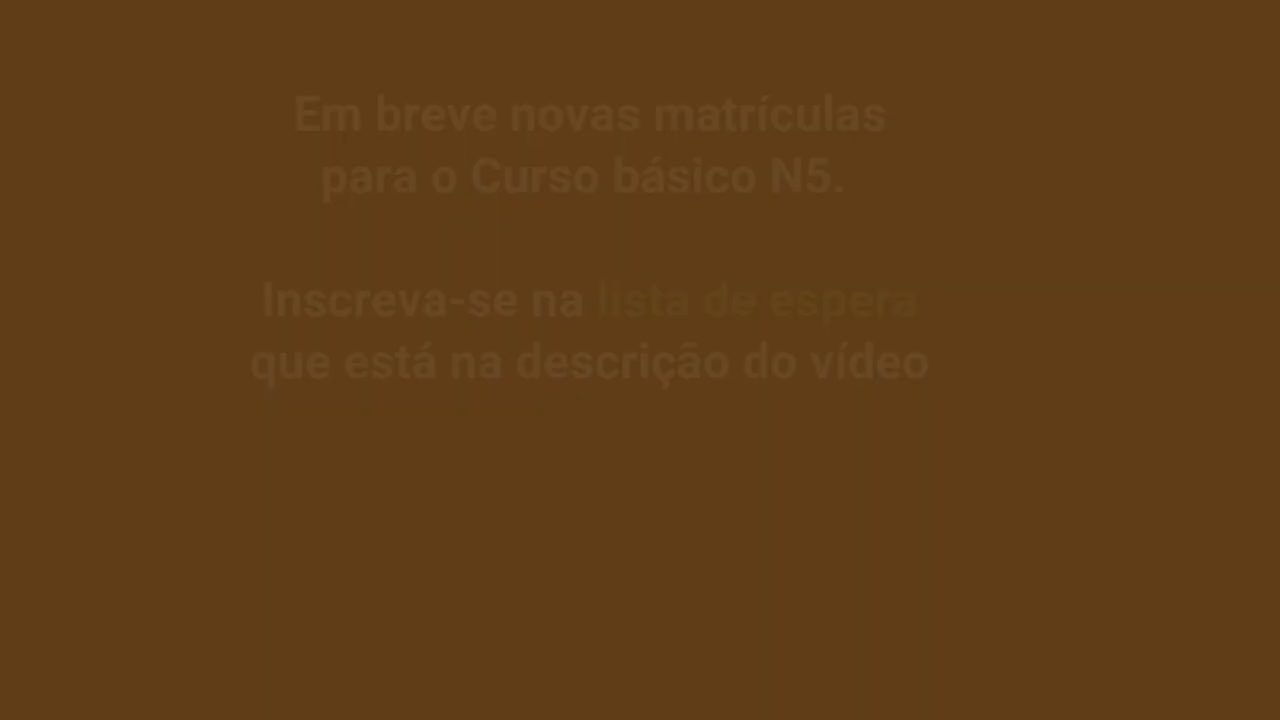 Em breve novas matrículas
para o Curso básico N5.
Inscreva-se na lista de espera
que está na descrição do vídeo